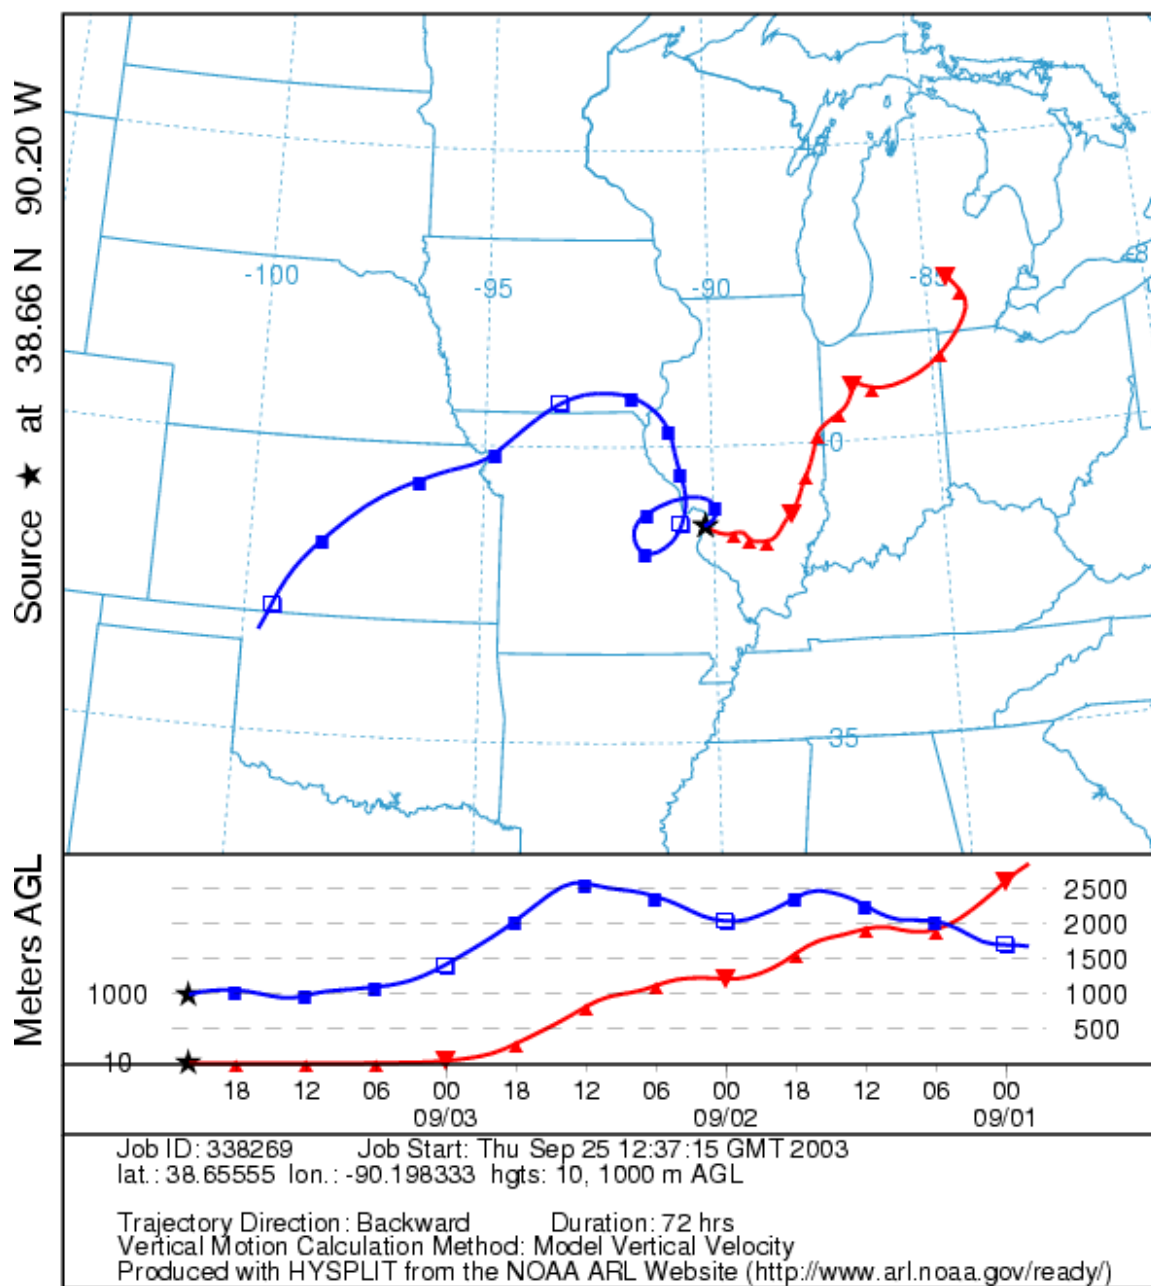 Source ★ at 38.66 N 90.20 W
-100
-95
-90
-85
-8
40
35
Meters AGL
2500
2000
1500
1000 1000
500
10
18 12 06 00 18 12 06 00 18 12 06 00
09/03 09/02 09/01
Job ID: 338269 Job Start: Thu Sep 25 12:37:15 GMT 2003
lat.: 38.65555 lon.: -90.198333 hgts: 10, 1000 m AGL
Trajectory Direction: Backward Duration: 72 hrs
Vertical Motion Calculation Method: Model Vertical Velocity
Produced with HYSPLIT from the NOAA ARL Website (http://www.arl.noaa.gov/ready/)